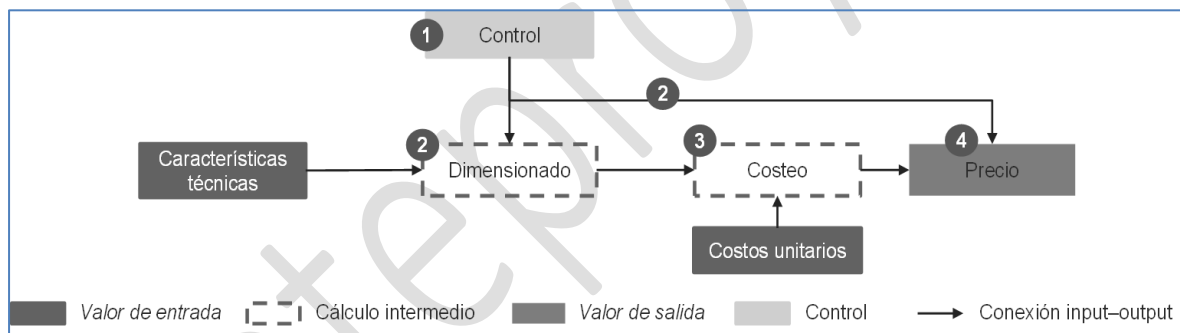 1 Control
2
Características
técnicas
2 Dimensionado
3 Costeo
4 Precio
Costos unitarios
Valor de entrada
Cálculo intermedio
Valor de salida
Control
Conexión input–output